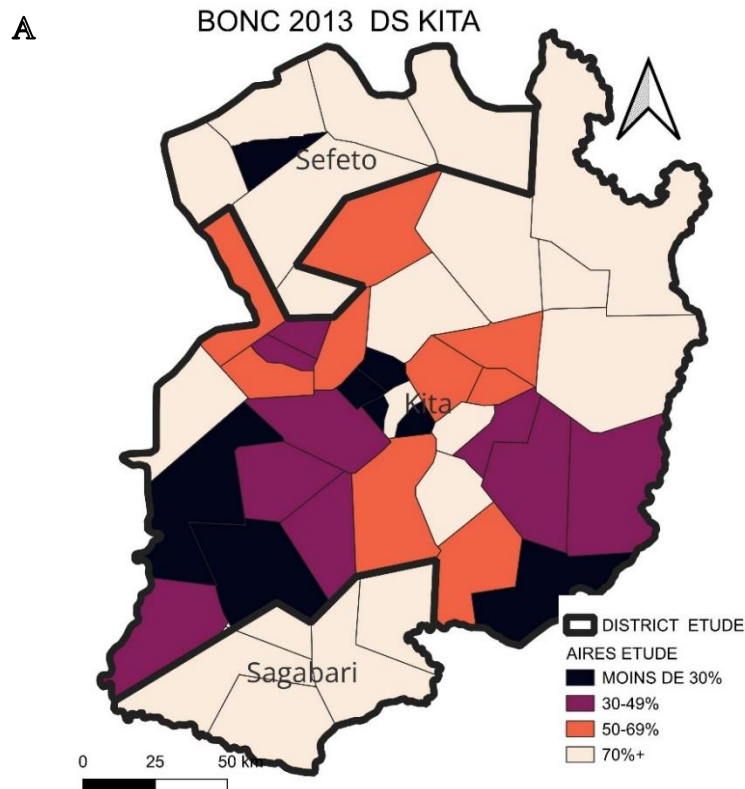 A
BONC 2013 DS KITA
Sefeto
Kita
Sagabari
DISTRICT ETUDE
AIRES ETUDE
MOINS DE 30%
30-49%
50-69%
70%+
0 25 50 km